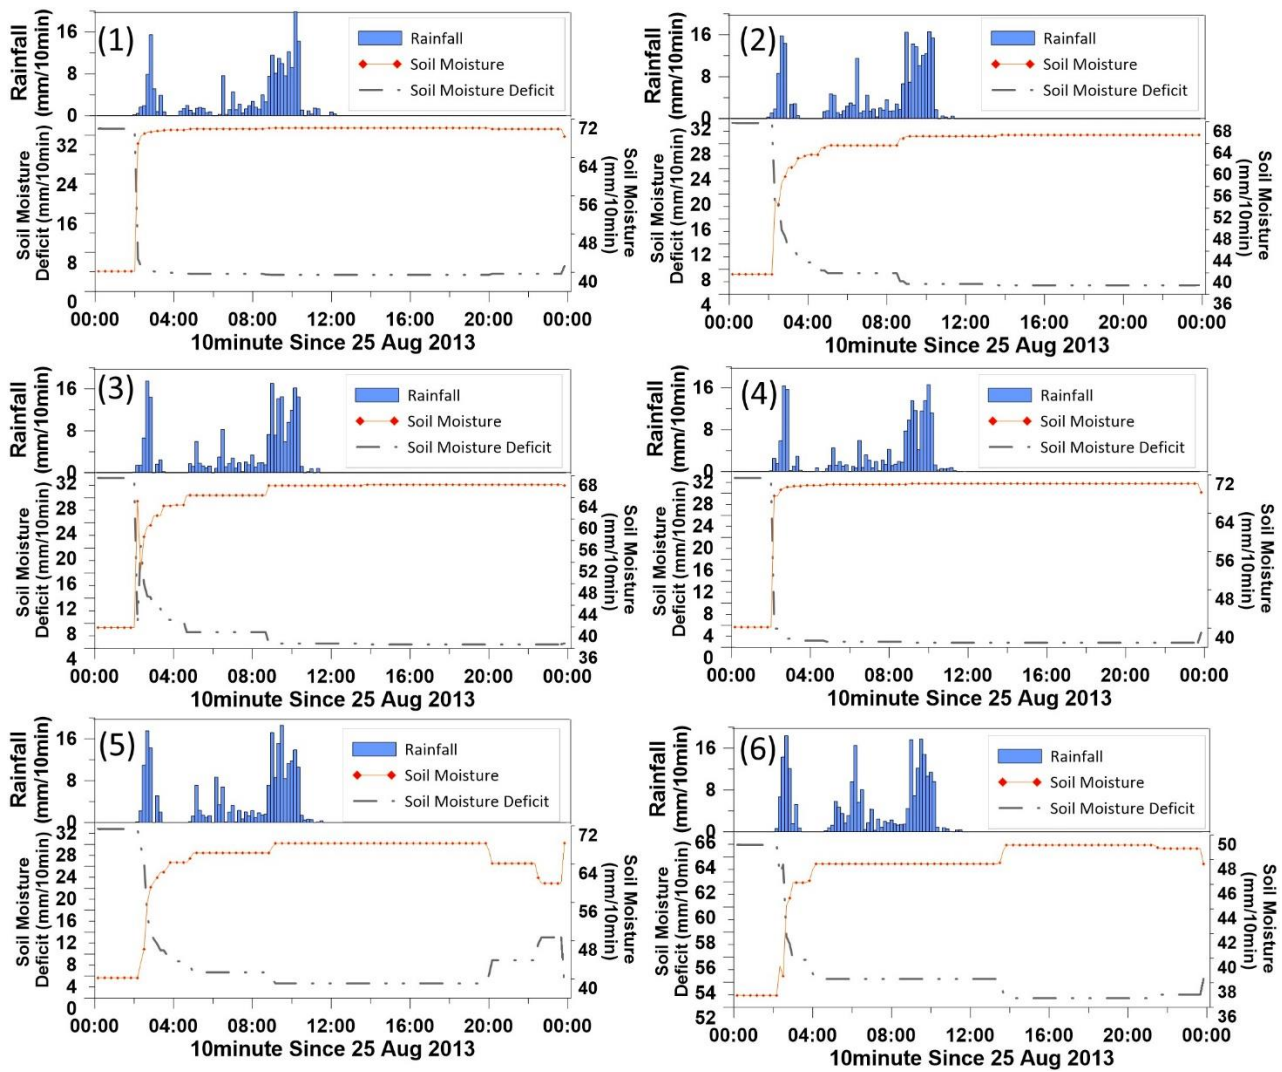 (1)
Rainfall
(mm/10min)
16
8
0
Rainfall
Soil Moisture
Soil Moisture Deficit
Soil Moisture
Deficit (mm/10min)
32
24
16
8
0
72
64
56
48
40
Soil Moisture
(mm/10min)
00:00 04:00 08:00 12:00 16:00 20:00 00:00
10minute Since 25 Aug 2013
(2)
Rainfall
(mm/10min)
16
8
0
Rainfall
Soil Moisture
Soil Moisture Deficit
Soil Moisture
Deficit (mm/10min)
32
28
24
20
16
12
8
4
68
64
60
56
52
48
44
40
36
Soil Moisture
(mm/10min)
00:00 04:00 08:00 12:00 16:00 20:00 00:00
10minute Since 25 Aug 2013
(3)
Rainfall
(mm/10min)
16
8
0
Rainfall
Soil Moisture
Soil Moisture Deficit
Soil Moisture
Deficit (mm/10min)
32
28
24
20
16
12
8
4
68
64
60
56
52
48
44
40
36
Soil Moisture
(mm/10min)
00:00 04:00 08:00 12:00 16:00 20:00 00:00
10minute Since 25 Aug 2013
(4)
Rainfall
(mm/10min)
16
8
0
Rainfall
Soil Moisture
Soil Moisture Deficit
Soil Moisture
Deficit (mm/10min)
32
28
24
20
16
12
8
4
0
72
64
56
48
40
Soil Moisture
(mm/10min)
00:00 04:00 08:00 12:00 16:00 20:00 00:00
10minute Since 25 Aug 2013
(5)
Rainfall
(mm/10min)
16
8
0
Rainfall
Soil Moisture
Soil Moisture Deficit
Soil Moisture
Deficit (mm/10min)
32
28
24
20
16
12
8
4
0
72
64
56
48
40
Soil Moisture
(mm/10min)
00:00 04:00 08:00 12:00 16:00 20:00 00:00
10minute Since 25 Aug 2013
(6)
Rainfall
(mm/10min)
16
8
0
Rainfall
Soil Moisture
Soil Moisture Deficit
Soil Moisture
Deficit (mm/10min)
66
64
62
60
58
56
54
52
50
48
46
44
42
40
38
36
Soil Moisture
(mm/10min)
00:00 04:00 08:00 12:00 16:00 20:00 00:00
10minute Since 25 Aug 2013